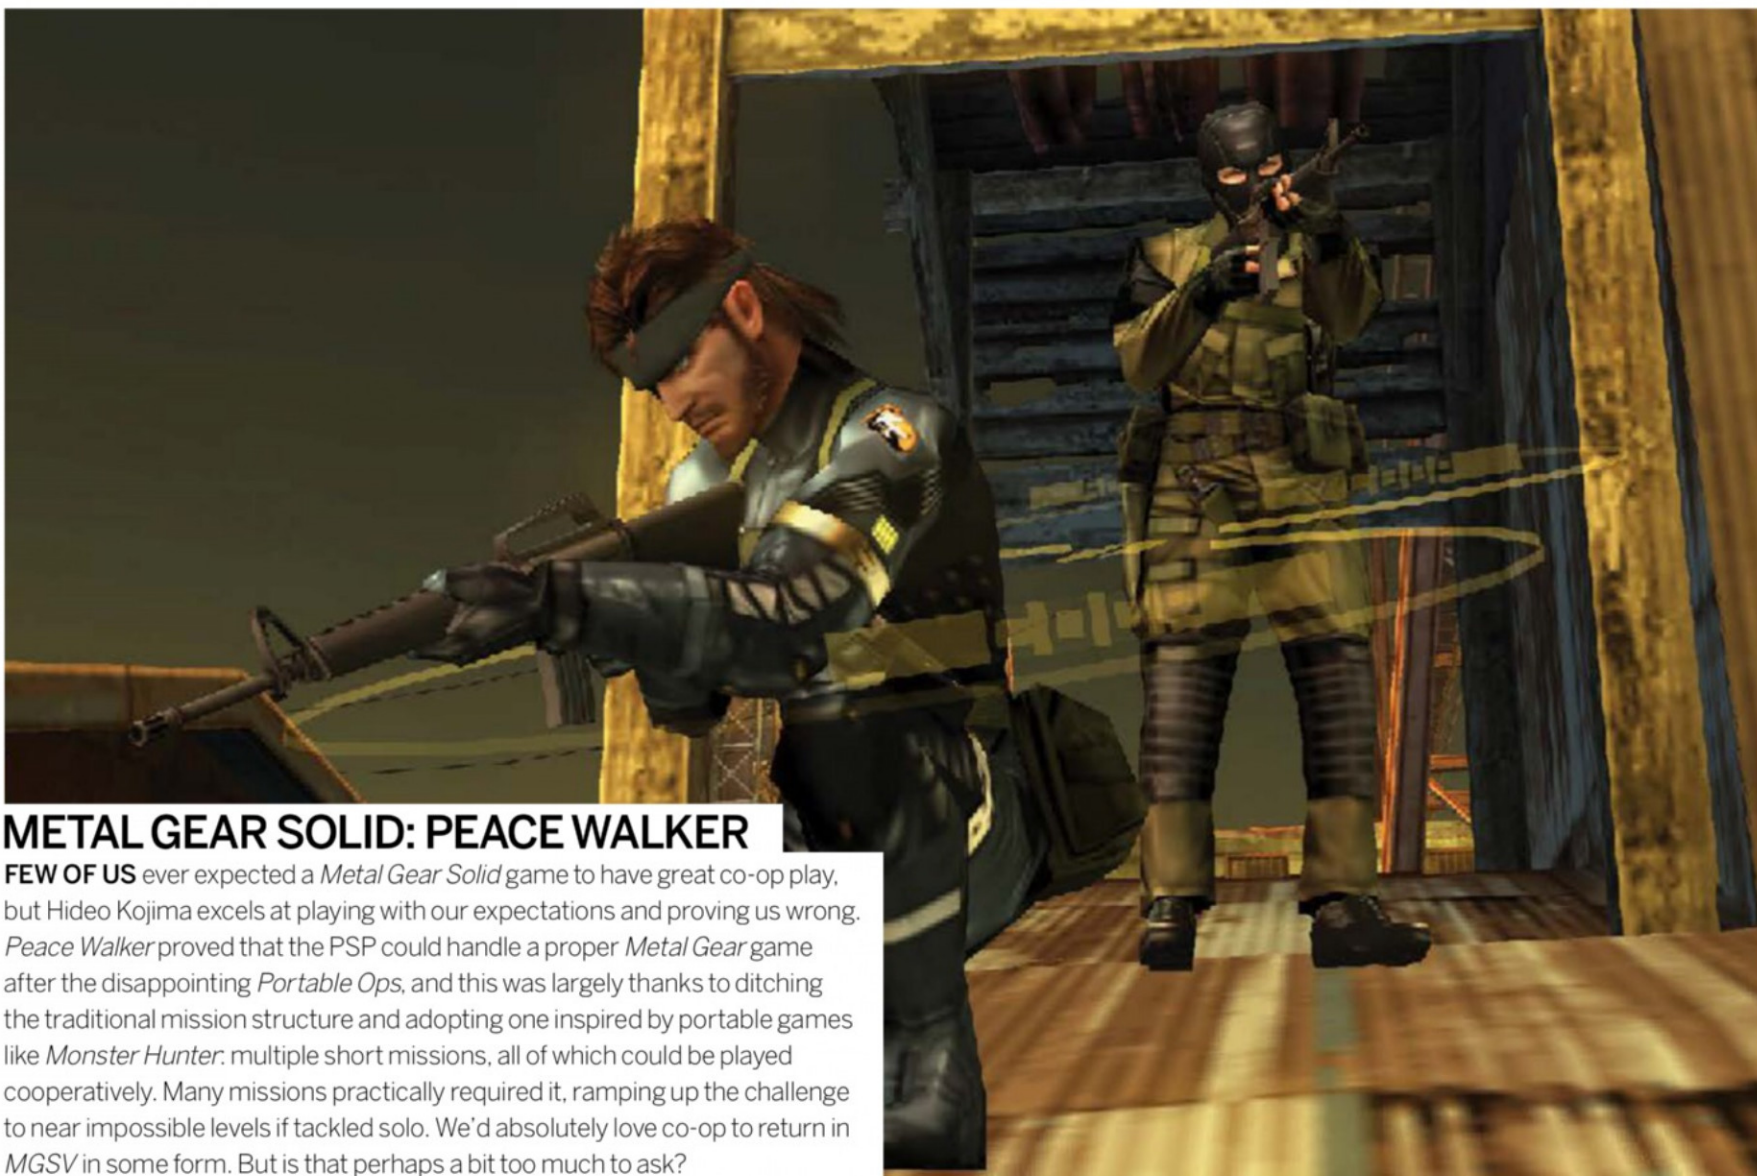 METAL GEAR SOLID: PEACE WALKER
FEW OF US ever expected a Metal Gear Solid game to have great co-op play,
but Hideo Kojima excels at playing with our expectations and proving us wrong.
Peace Walker proved that the PSP could handle a proper Metal Gear game
after the disappointing Portable Ops, and this was largely thanks to ditching
the traditional mission structure and adopting one inspired by portable games
like Monster Hunter: multiple short missions, all of which could be played
cooperatively. Many missions practically required it, ramping up the challenge
to near impossible levels if tackled solo. We'd absolutely love co-op to return in
MGSV in some form. But is that perhaps a bit too much to ask?